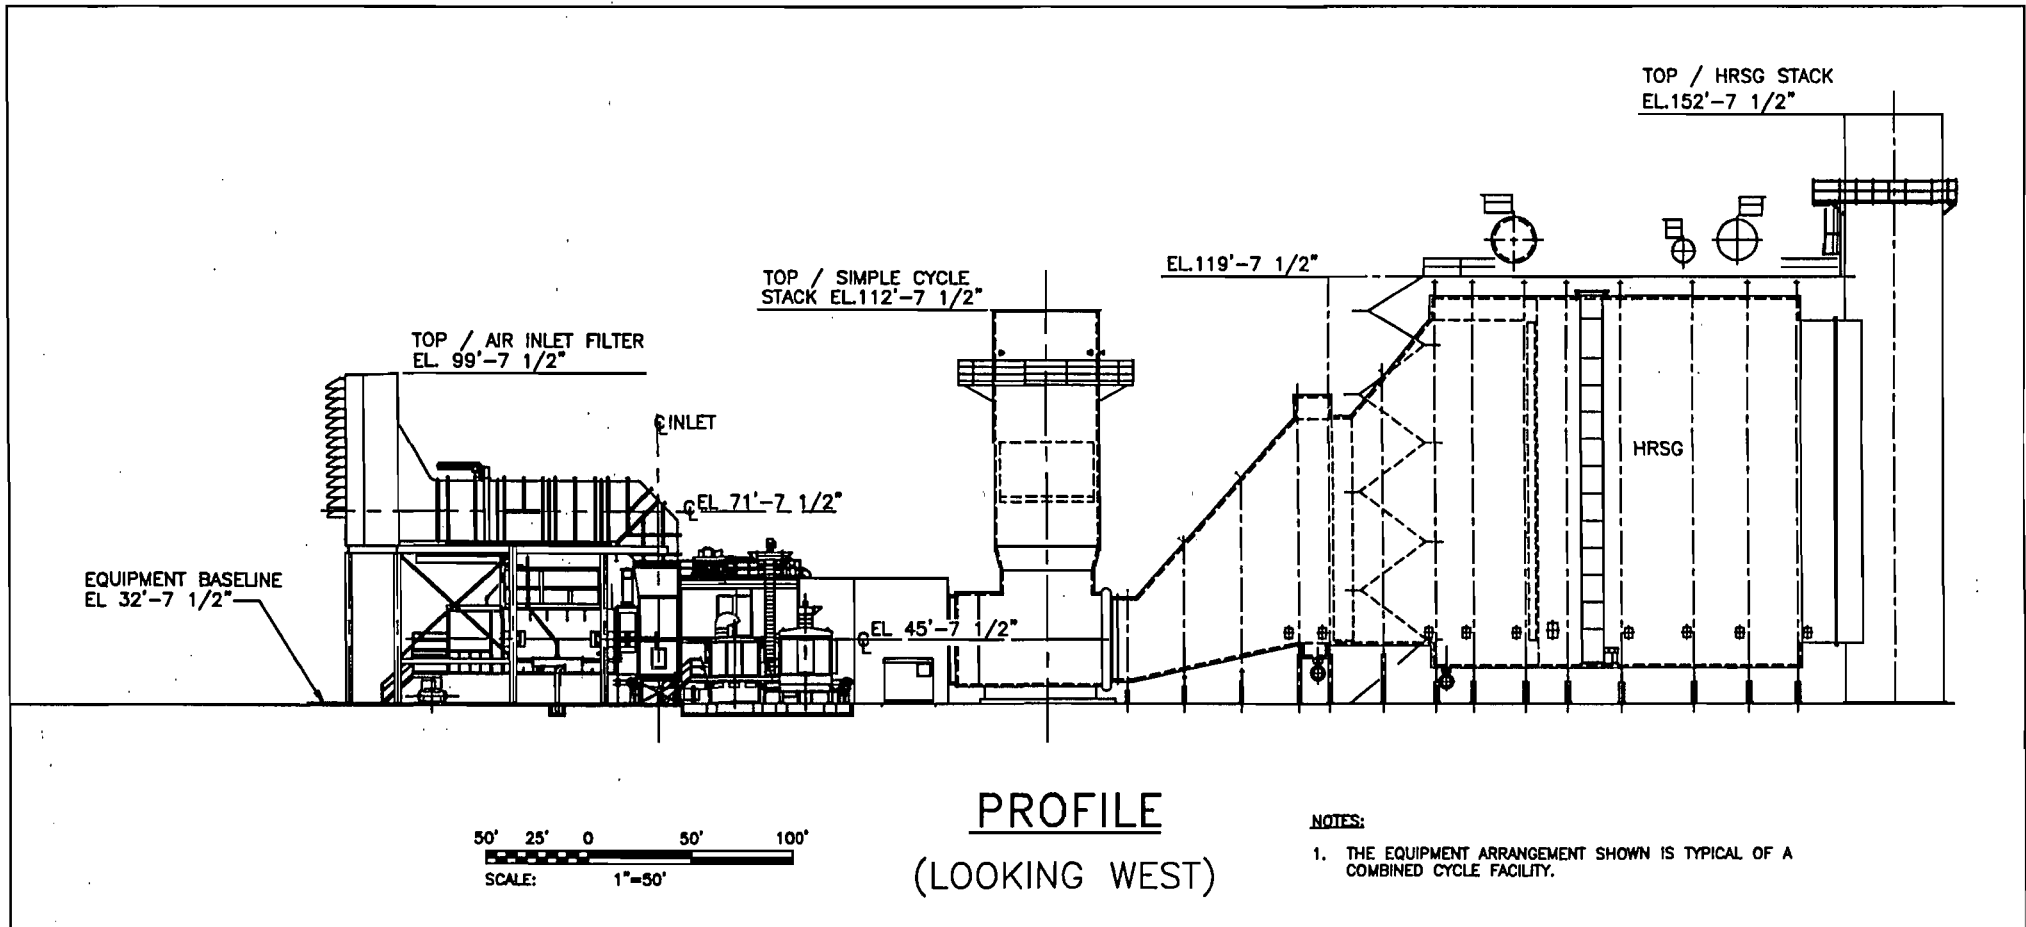 TOP / HRSG STACK
EL.152'-7 1/2"
EL.119'-7 1/2"
TOP / SIMPLE CYCLE
STACK EL.112'-7 1/2"
TOP / AIR INLET FILTER
EL. 99'-7 1/2"
℄ INLET
HRSG
℄ EL 71'-7 1/2"
EQUIPMENT BASELINE
EL 32'-7 1/2"
℄ EL 45'-7 1/2"
PROFILE
(LOOKING WEST)
50' 25' 0 50' 100'
SCALE: 1"=50'
NOTES:
1. THE EQUIPMENT ARRANGEMENT SHOWN IS TYPICAL OF A
COMBINED CYCLE FACILITY.